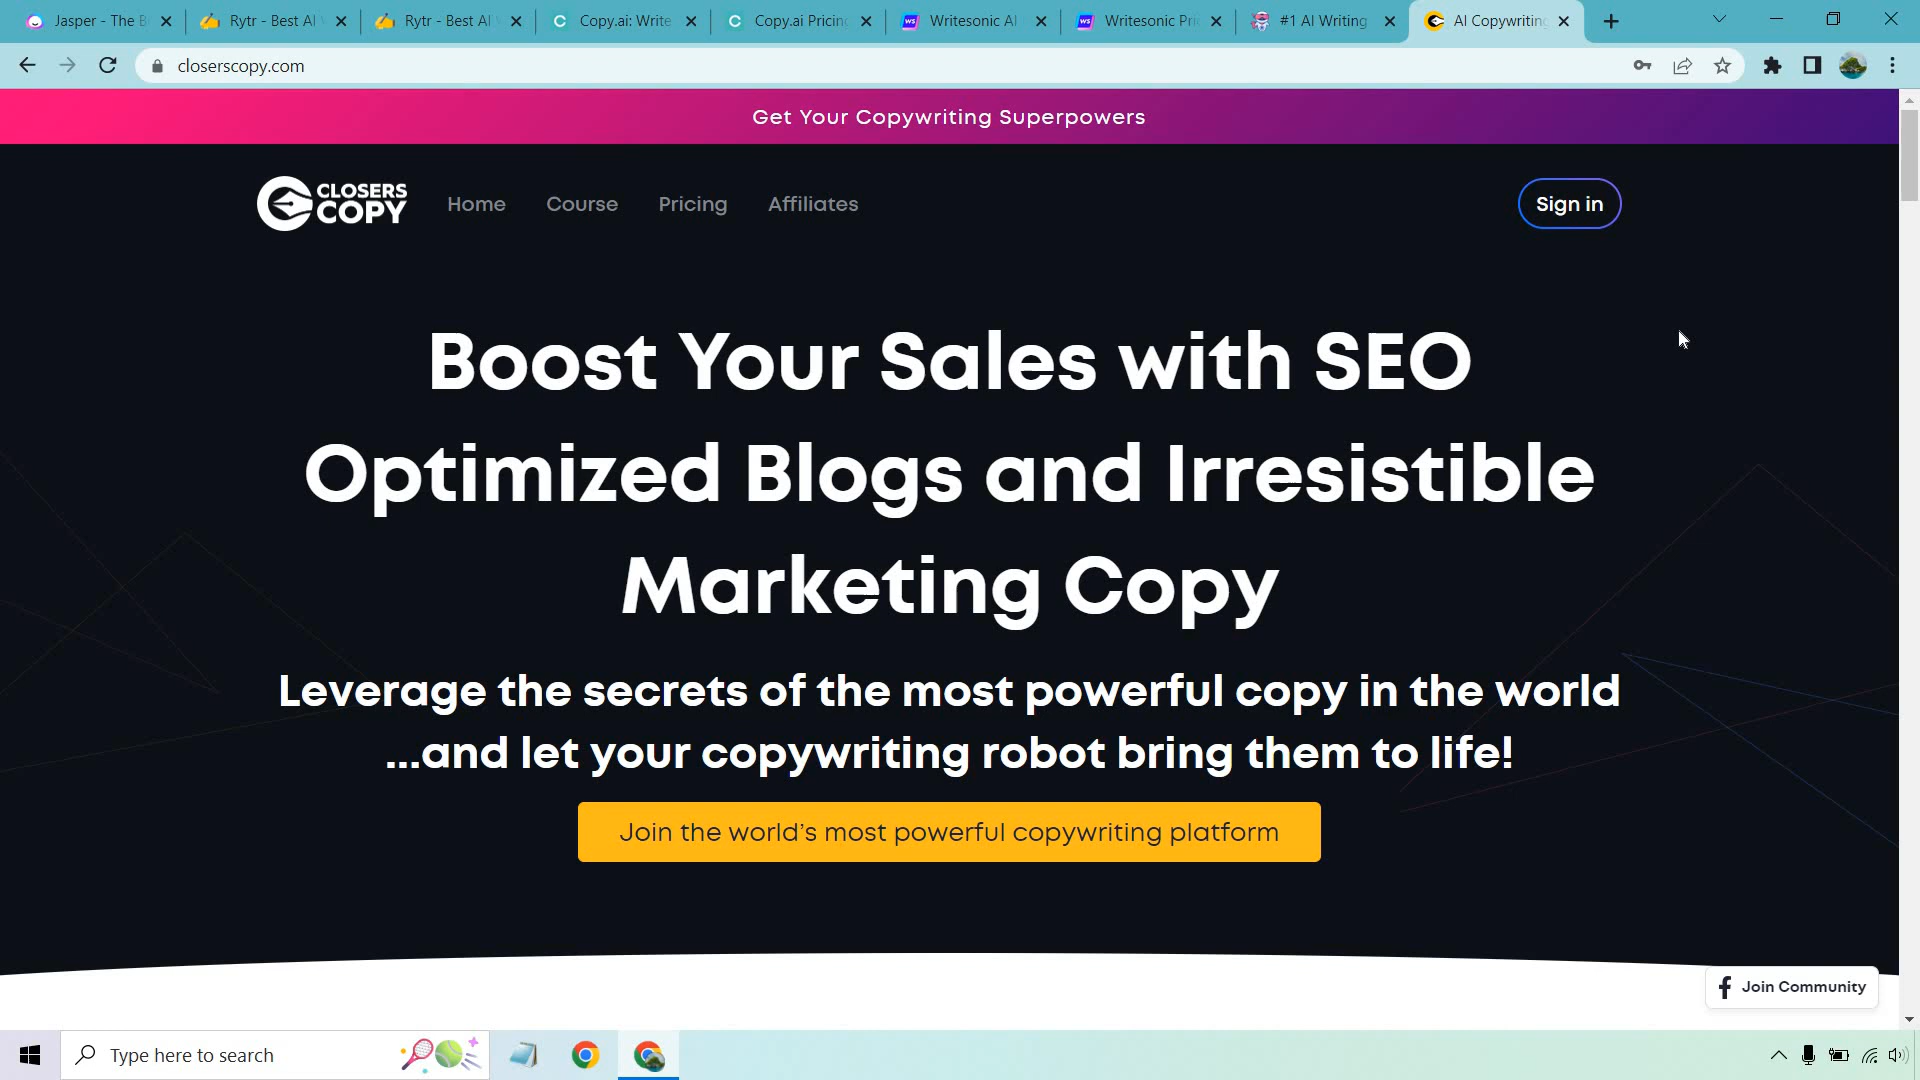 Jasper - The B
Rytr - Best AI
Rytr - Best AI
Copy.ai: Write
Copy.ai Pricin
Writesonic AI
Writesonic Pri
#1 AI Writing
AI Copywriting
closerscopy.com
Get Your Copywriting Superpowers
CLOSERS
COPY
Home
Course
Pricing
Affiliates
Sign in
Boost Your Sales with SEO
Optimized Blogs and Irresistible
Marketing Copy
Leverage the secrets of the most powerful copy in the world
...and let your copywriting robot bring them to life!
Join the world's most powerful copywriting platform
Join Community
Type here to search